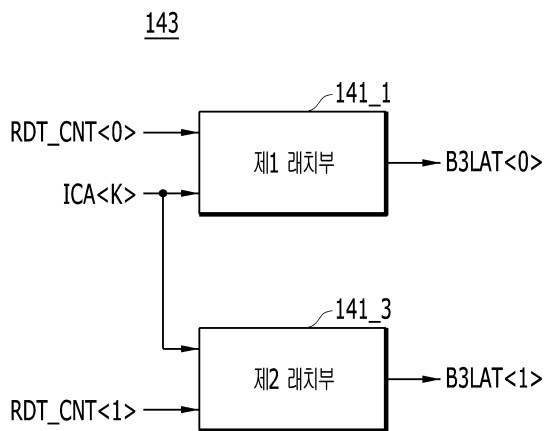 143
141_1
RDT_CNT<0>
제1 래치부
B3LAT<0>
ICA<K>
141_3
제2 래치부
B3LAT<1>
RDT_CNT<1>